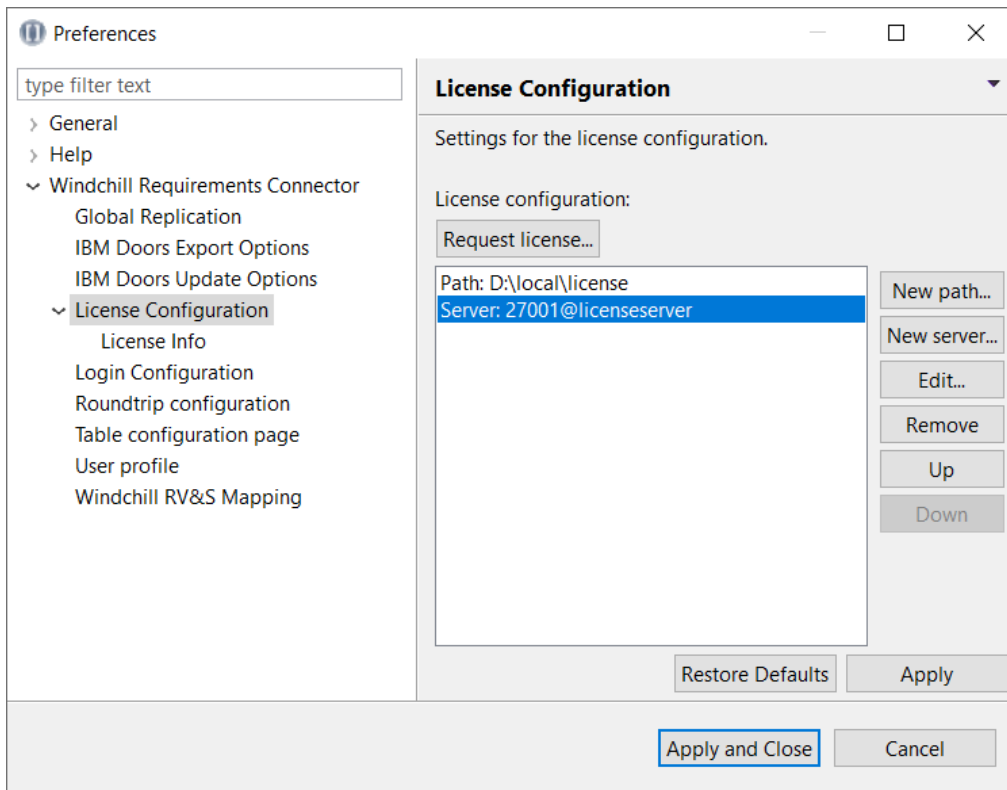 Preferences
type filter text
General
Help
Windchill Requirements Connector
Global Replication
IBM Doors Export Options
IBM Doors Update Options
License Configuration
License Info
Login Configuration
Roundtrip configuration
Table configuration page
User profile
Windchill RV&S Mapping
License Configuration
Settings for the license configuration.
License configuration:
Request license...
Path: D:\local\license
Server: 27001@licenseserver
New path...
New server...
Edit...
Remove
Up
Down
Restore Defaults
Apply
Apply and Close
Cancel